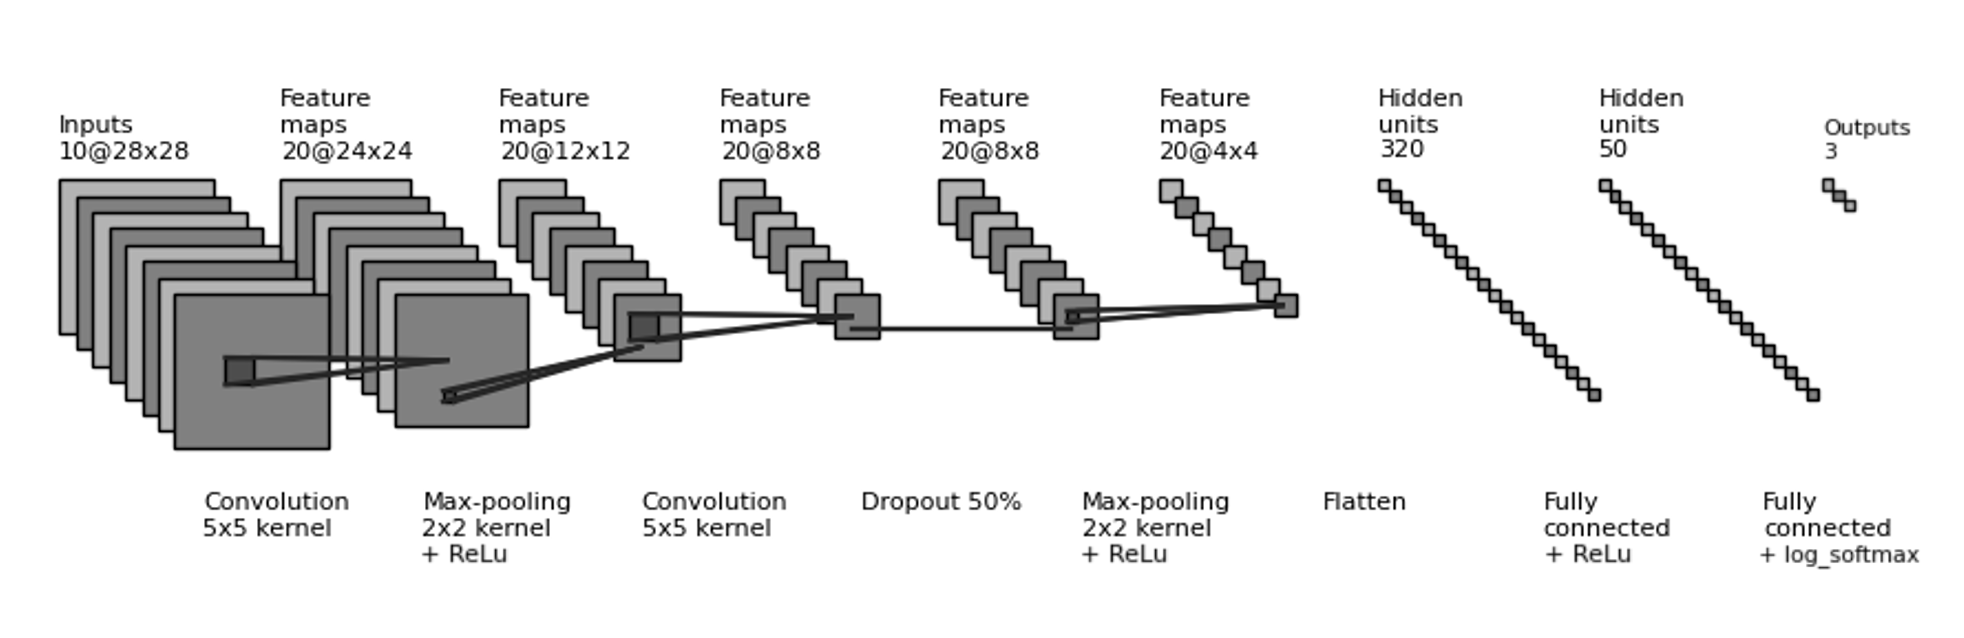 Inputs
10@28x28
Feature
maps
20@24x24
Feature
maps
20@12x12
Feature
maps
20@8x8
Feature
maps
20@8x8
Feature
maps
20@4x4
Hidden
units
320
Hidden
units
50
Outputs
3
Convolution
5x5 kernel
Max-pooling
2x2 kernel
+ ReLu
Convolution
5x5 kernel
Dropout 50%
Max-pooling
2x2 kernel
+ ReLu
Flatten
Fully
connected
+ ReLu
Fully
connected
+ log_softmax